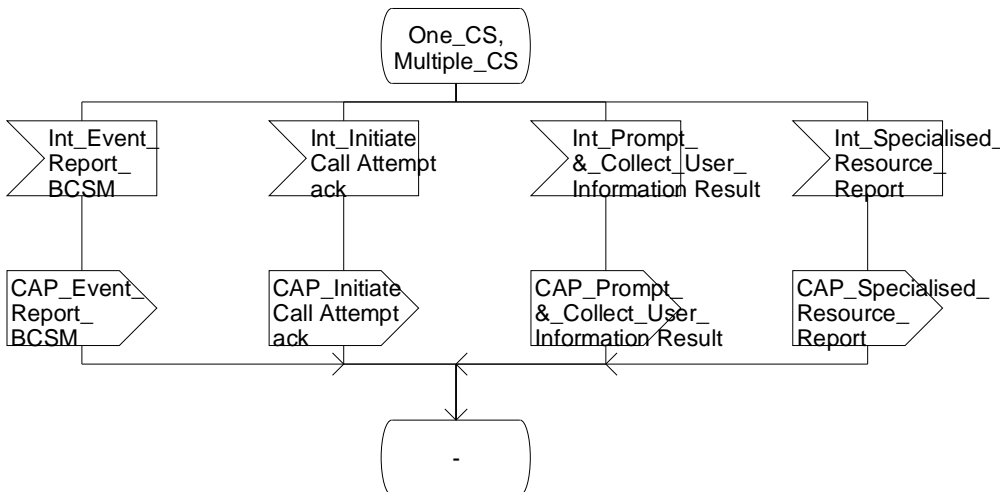 One_CS,
Multiple_CS
Int_Event_
Report_
BCSM
Int_Initiate
Call Attempt
ack
Int_Prompt_
&_Collect_User_
Information Result
Int_Specialised_
Resource_
Report
CAP_Event_
Report_
BCSM
CAP_Initiate
Call Attempt
ack
CAP_Prompt_
&_Collect_User_
Information Result
CAP_Specialised_
Resource_
Report
-